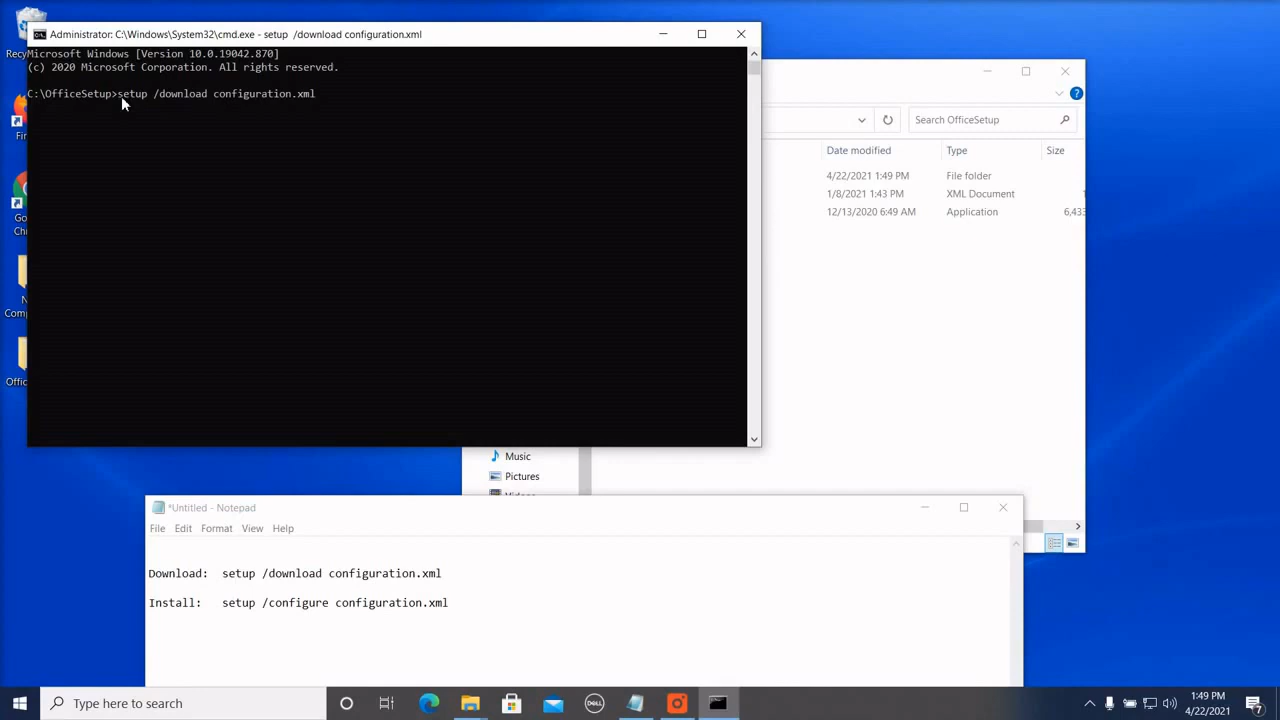 Administrator: C:\Windows\System32\cmd.exe - setup  /download configuration.xml
Microsoft Windows [Version 10.0.19042.870]
(c) 2020 Microsoft Corporation. All rights reserved.
C:\OfficeSetup>setup /download configuration.xml
Search OfficeSetup
Date modified
Type
Size
4/22/2021 1:49 PM
File folder
1/8/2021 1:43 PM
XML Document
12/13/2020 6:49 AM
Application
6,433
Music
Pictures
*Untitled - Notepad
File Edit Format View Help
Download:  setup /download configuration.xml
Install:   setup /configure configuration.xml
Type here to search
DELL
1:49 PM
4/22/2021
7